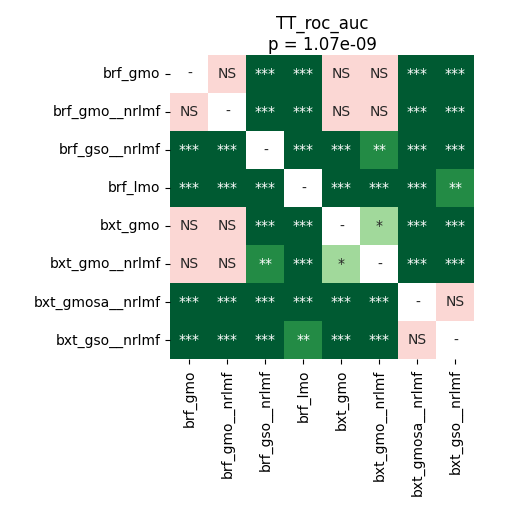 TT_roc_auc
p = 1.07e-09
brf_gmo - NS *** *** NS NS *** ***
brf_gmo__nrlmf NS - *** *** NS NS *** ***
brf_gso__nrlmf *** *** - *** *** ** *** ***
brf_lmo *** *** *** - *** *** *** **
bxt_gmo NS NS *** *** - * *** ***
bxt_gmo__nrlmf NS NS ** *** * - *** ***
bxt_gmosa__nrlmf *** *** *** *** *** *** - NS
bxt_gso__nrlmf *** *** *** ** *** *** NS -
brf_gmo
brf_gmo__nrlmf
brf_gso__nrlmf
brf_lmo
bxt_gmo
bxt_gmo__nrlmf
bxt_gmosa__nrlmf
bxt_gso__nrlmf